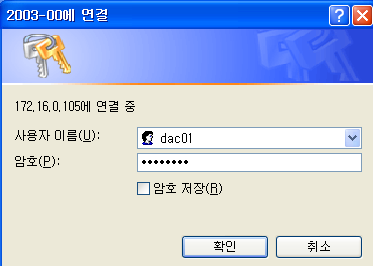 2003-00에 연결
172,16,0,105에 연결 중
사용자 이름(U):
dac01
암호(P):
●●●●●●●●
암호 저장(R)
확인
취소